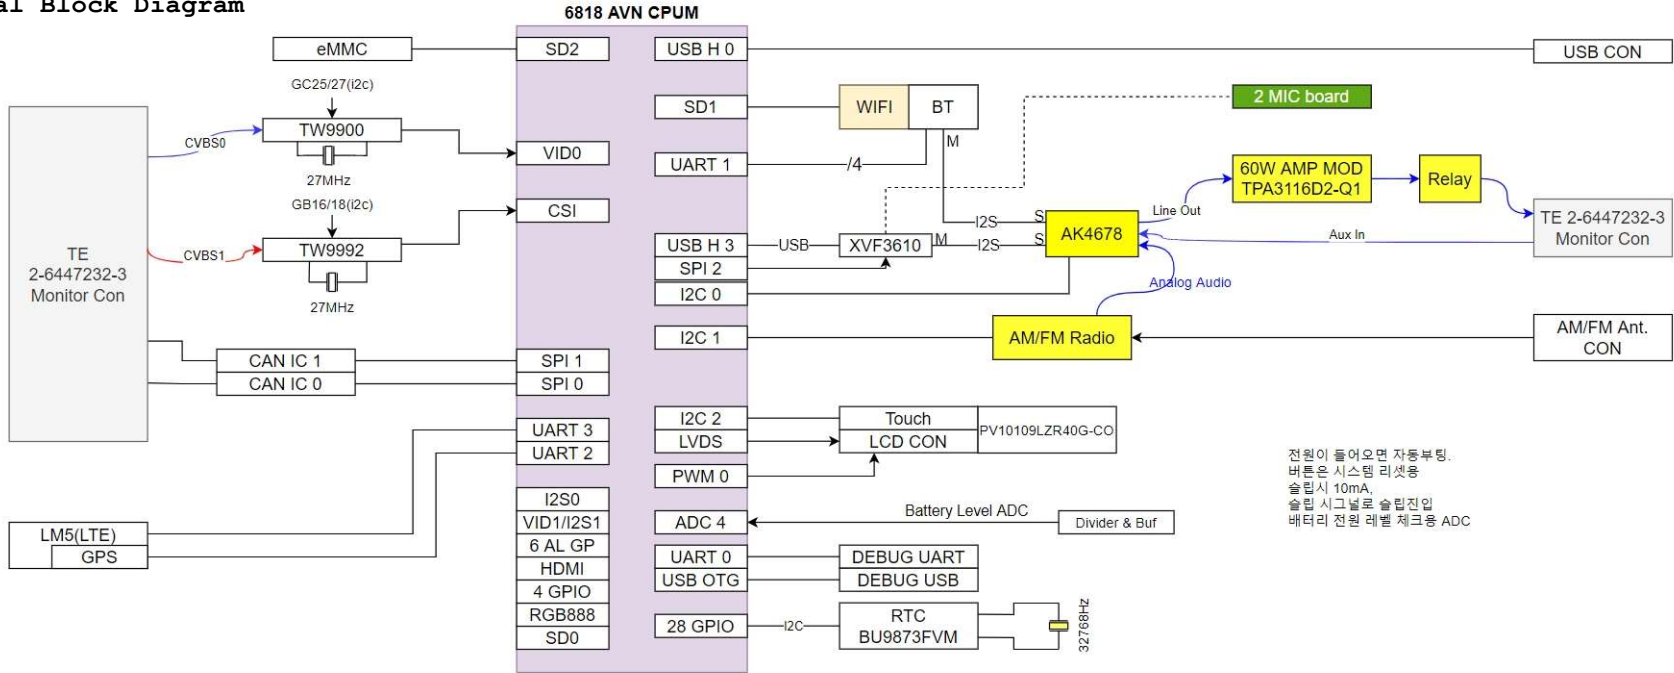 al Block Diagram
6818 AVN CPUM
eMMC
SD2
USB H 0
USB CON
GC25/27(i2c)
SD1
WIFI
BT
2 MIC board
TW9900
CVBS0
M
VID0
UART 1
/4
27MHz
60W AMP MOD
TPA3116D2-Q1
Relay
GB16/18(i2c)
CSI
I2S
S
Line Out
TE 2-6447232-3
Monitor Con
TE
2-6447232-3
Monitor Con
CVBS1
TW9992
USB H 3
USB
XVF3610
M
I2S
S
AK4678
Aux In
SPI 2
I2C 0
Analog Audio
27MHz
I2C 1
AM/FM Radio
AM/FM Ant.
CON
CAN IC 1
SPI 1
CAN IC 0
SPI 0
I2C 2
Touch
PV10109LZR40G-CO
UART 3
LVDS
LCD CON
UART 2
PWM 0
전원이 들어오면 자동부팅.
버튼은 시스템 리셋용
슬립시 10mA,
슬립 시그널로 슬립진입
배터리 전원 레벨 체크용 ADC
I2S0
VID1/I2S1
ADC 4
Battery Level ADC
Divider & Buf
LM5(LTE)
GPS
6 AL GP
UART 0
DEBUG UART
HDMI
USB OTG
DEBUG USB
4 GPIO
RGB888
28 GPIO
I2C
RTC
BU9873FVM
32768Hz
SD0